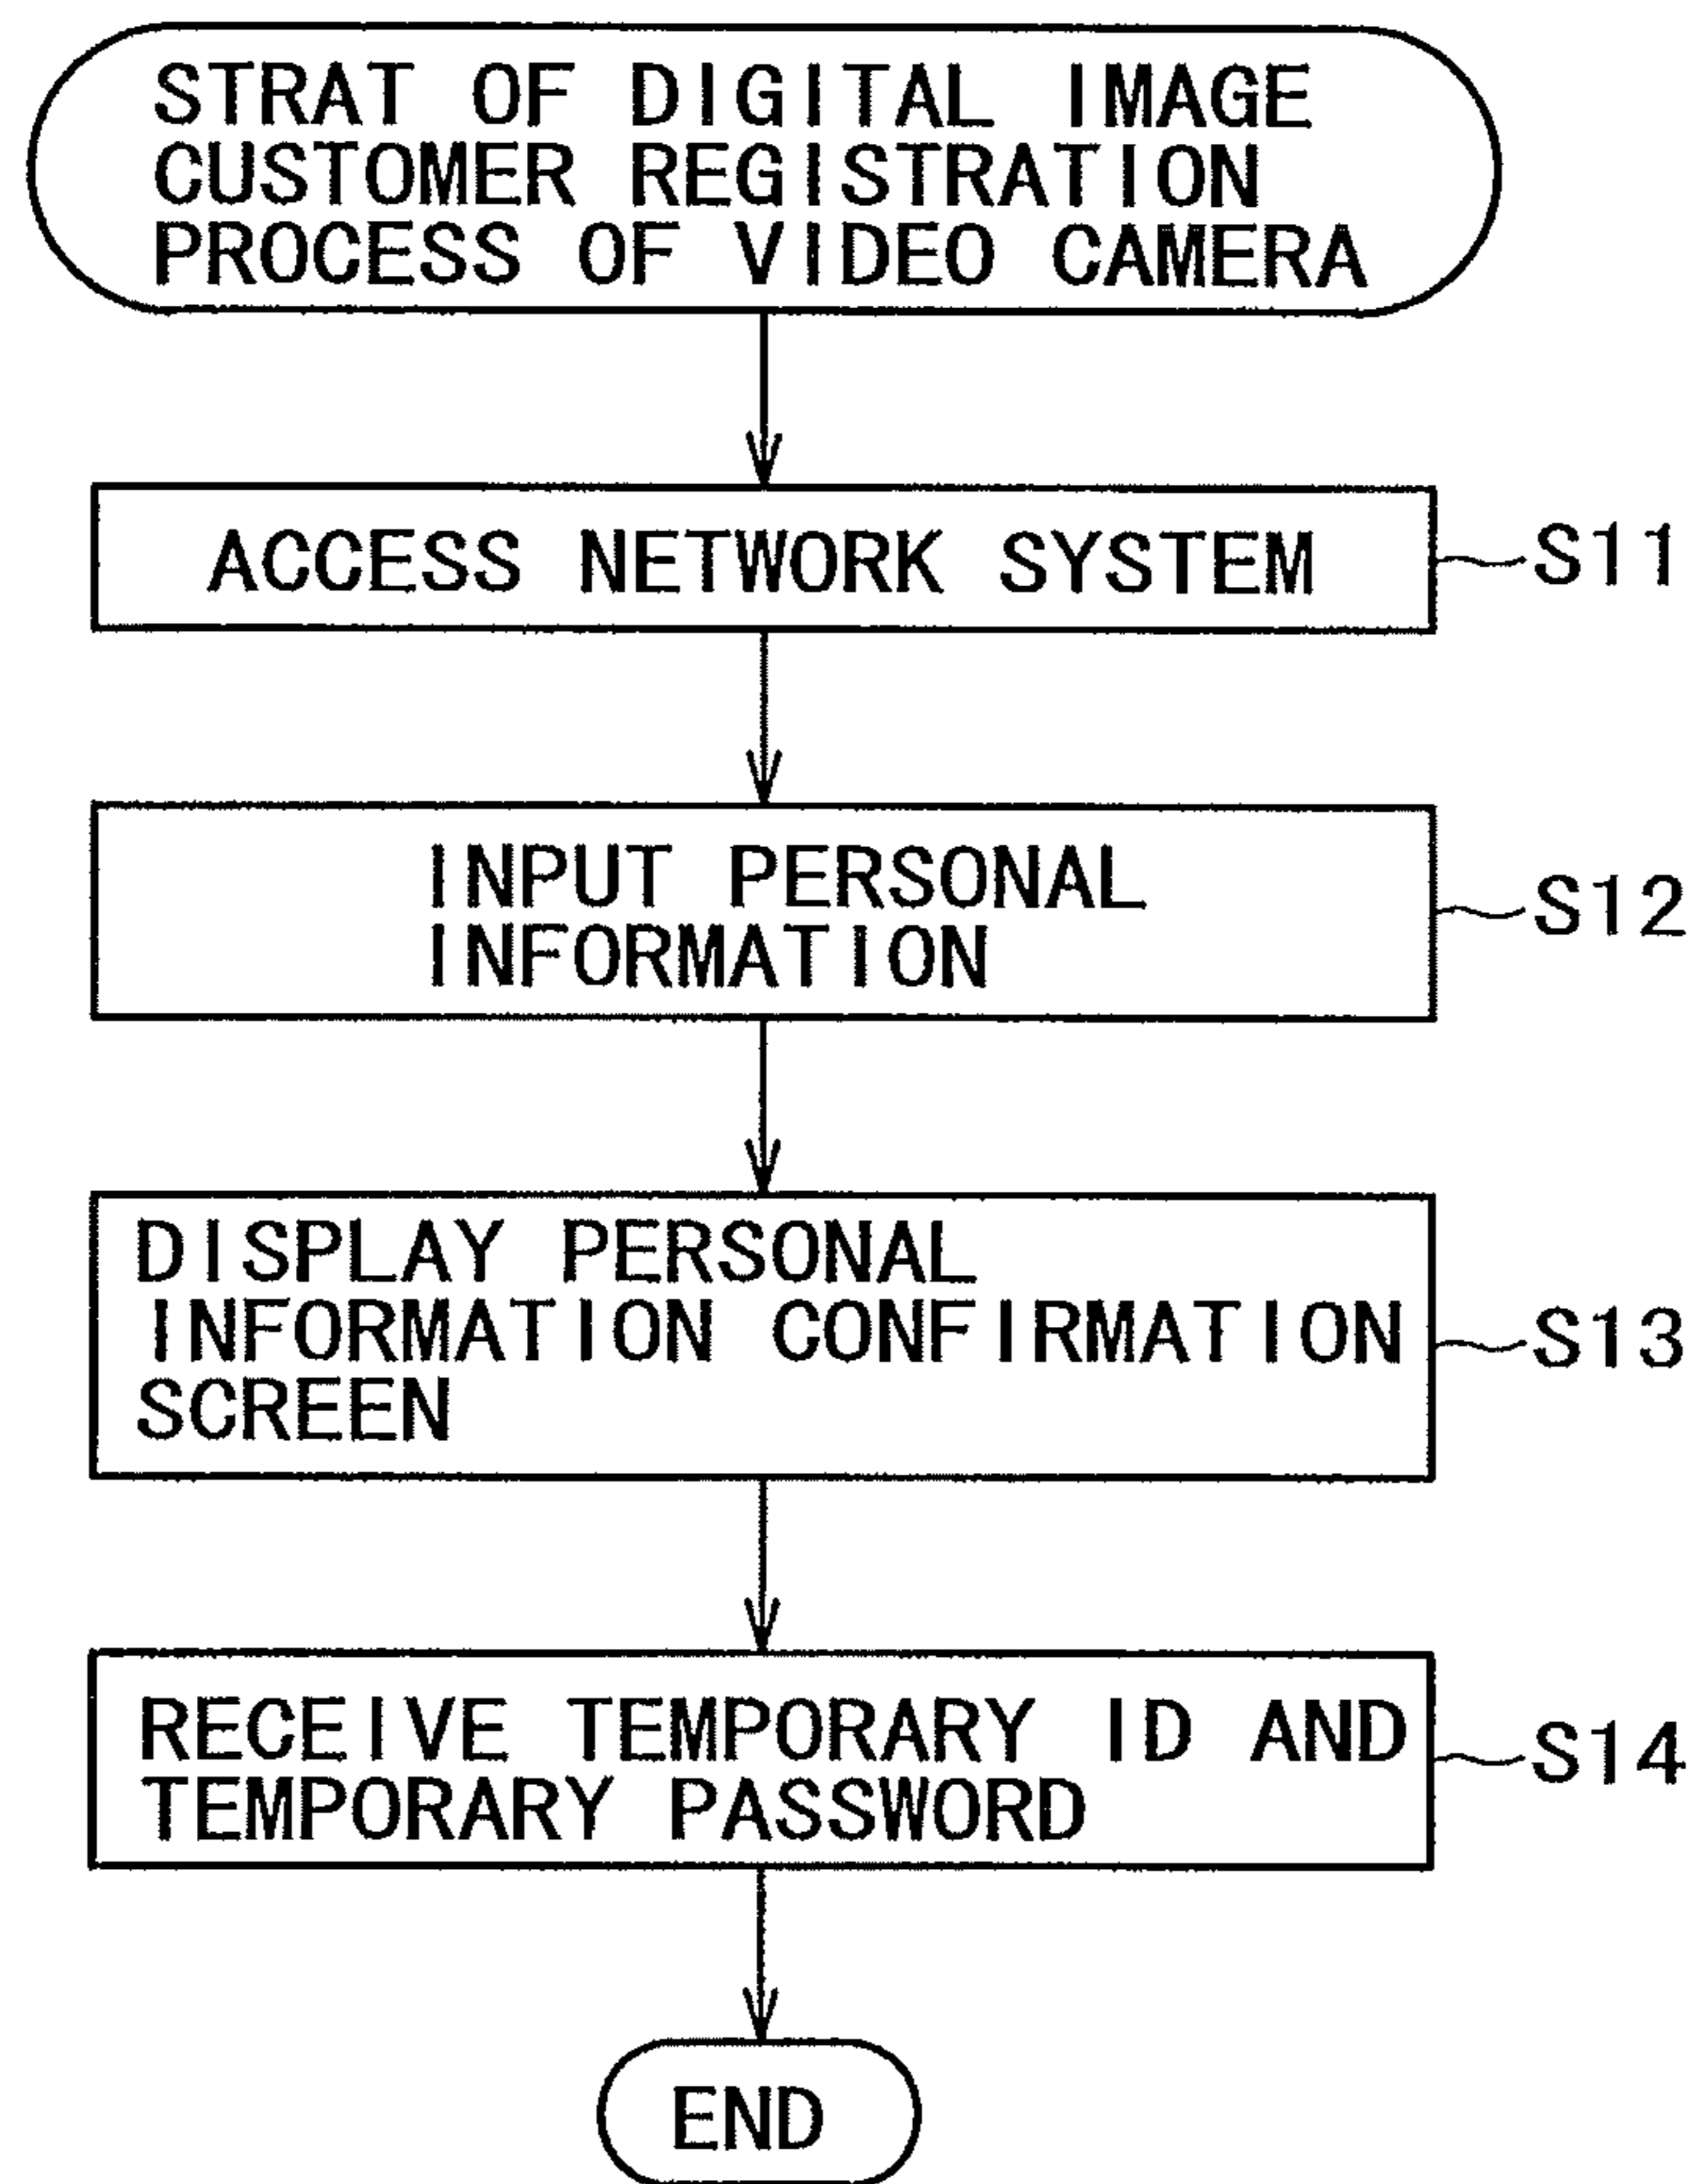 STRAT OF DIGITAL IMAGE
CUSTOMER REGISTRATION
PROCESS OF VIDEO CAMERA
ACCESS NETWORK SYSTEM
S11
INPUT PERSONAL
INFORMATION
S12
DISPLAY PERSONAL
INFORMATION CONFIRMATION
SCREEN
S13
RECEIVE TEMPORARY ID AND
TEMPORARY PASSWORD
S14
END